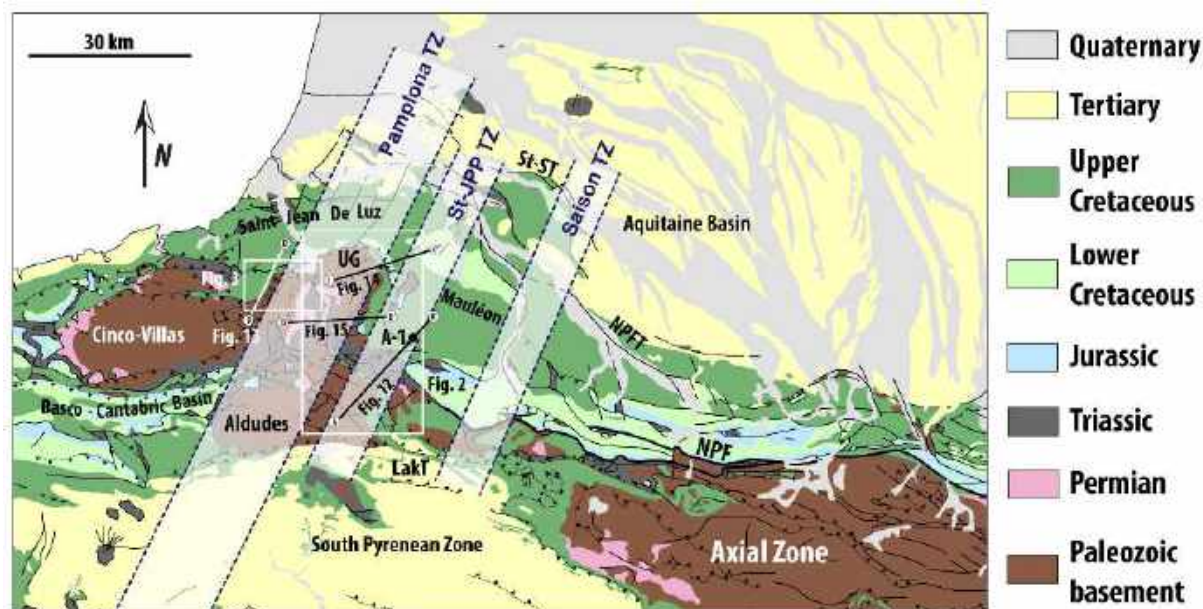 30 km
N
Pamplona TZ
St-JPP TZ
St-ST
Saison TZ
Saint Jean De Luz
Aquitaine Basin
UG
Fig. 14
Mauléon
Cinco-Villas
Fig. 13
Fig. 15
A-1
NPFT
Fig. 12
Fig. 2
Basco - Cantabric Basin
Aldudes
NPF
LakT
South Pyrenean Zone
Axial Zone
Quaternary
Tertiary
Upper
Cretaceous
Lower
Cretaceous
Jurassic
Triassic
Permian
Paleozoic
basement